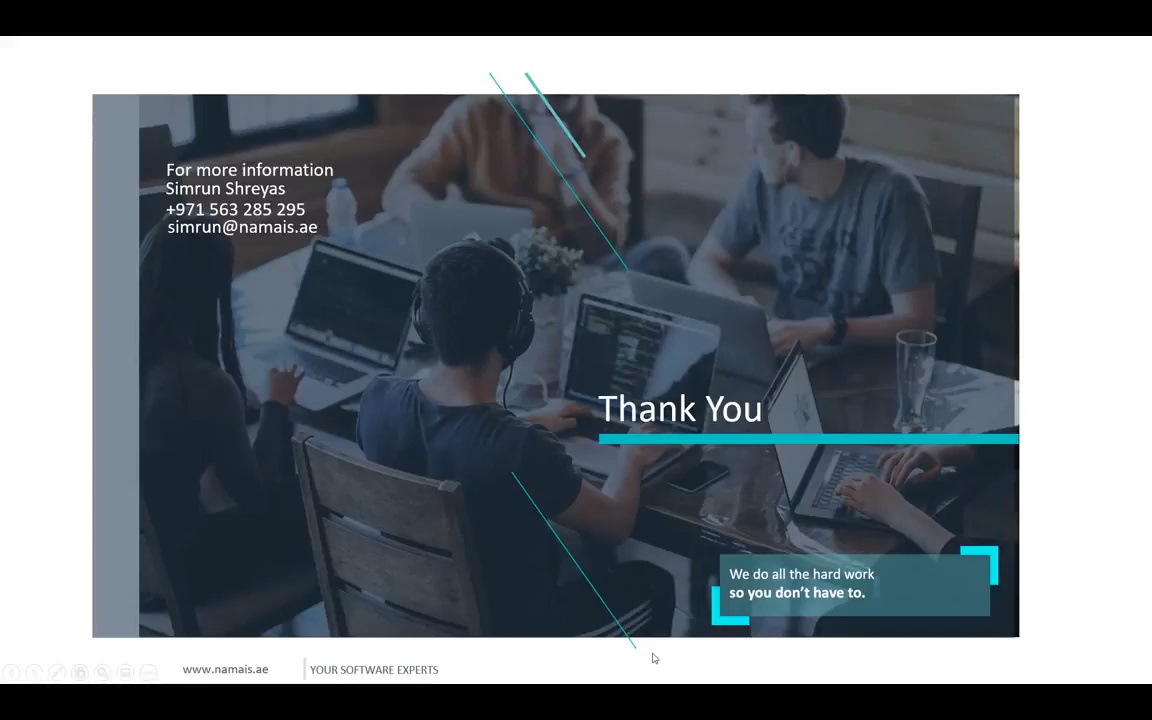 For more information
Simrun Shreyas
+971 563 285 295
simrun@namais.ae
Thank You
We do all the hard work
so you don't have to.
www.namais.ae
YOUR SOFTWARE EXPERTS